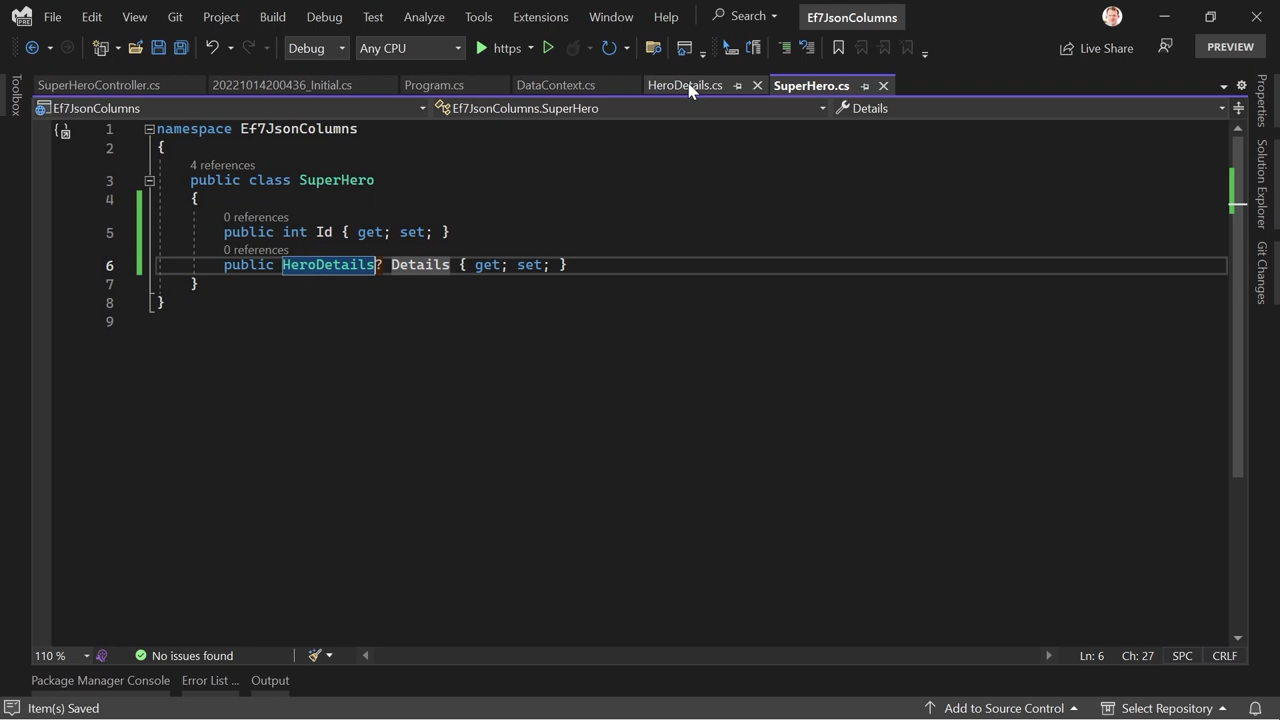 File Edit View Git Project Build Debug Test Analyze Tools Extensions Window Help Search Ef7JsonColumns
PRE
Debug Any CPU https Live Share PREVIEW
SuperHeroController.cs 20221014200436_Initial.cs Program.cs DataContext.cs HeroDetails.cs SuperHero.cs
Ef7JsonColumns Ef7JsonColumns.SuperHero Details
1 namespace Ef7JsonColumns
2 {
4 references
3 public class SuperHero
4 {
0 references
5 public int Id { get; set; }
0 references
6 public HeroDetails? Details { get; set; }
7 }
8 }
9
Toolbox
Properties
Solution Explorer
Git Changes
110 % No issues found Ln: 6 Ch: 27 SPC CRLF
Package Manager Console Error List ... Output
Item(s) Saved Add to Source Control Select Repository